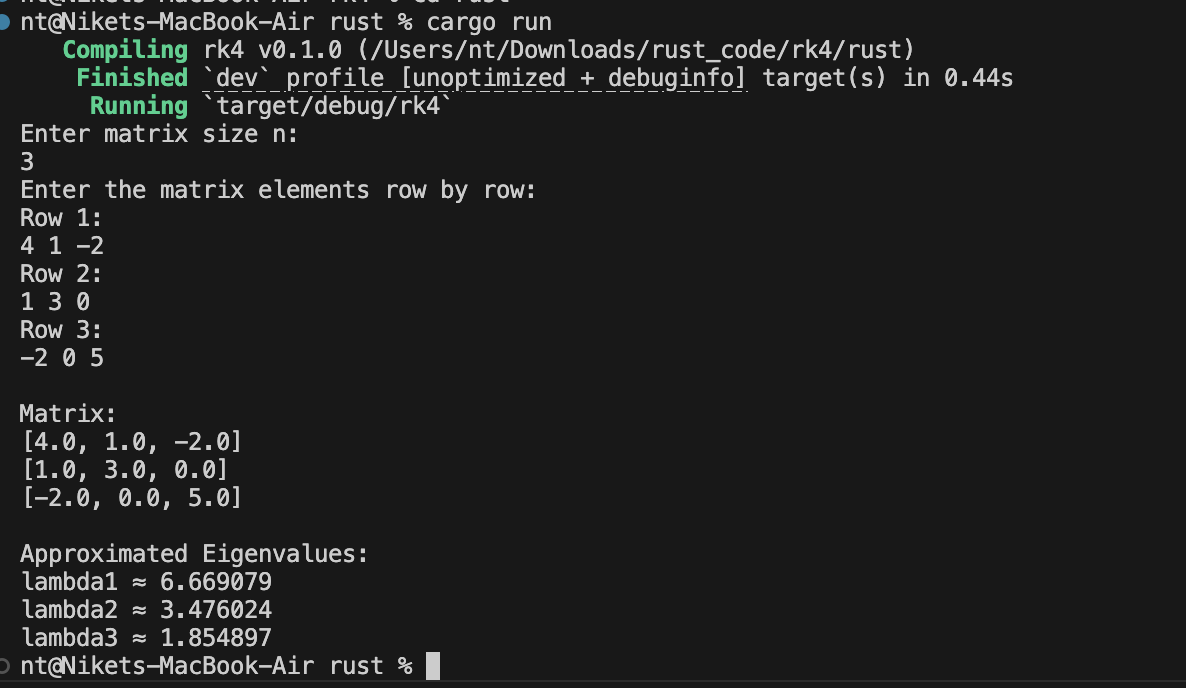 nt@Nikets-MacBook-Air rust % cargo run
Compiling rk4 v0.1.0 (/Users/nt/Downloads/rust_code/rk4/rust)
Finished `dev` profile [unoptimized + debuginfo] target(s) in 0.44s
Running `target/debug/rk4`
Enter matrix size n:
3
Enter the matrix elements row by row:
Row 1:
4 1 -2
Row 2:
1 3 0
Row 3:
-2 0 5
Matrix:
[4.0, 1.0, -2.0]
[1.0, 3.0, 0.0]
[-2.0, 0.0, 5.0]
Approximated Eigenvalues:
lambda1 ≈ 6.669079
lambda2 ≈ 3.476024
lambda3 ≈ 1.854897
nt@Nikets-MacBook-Air rust %